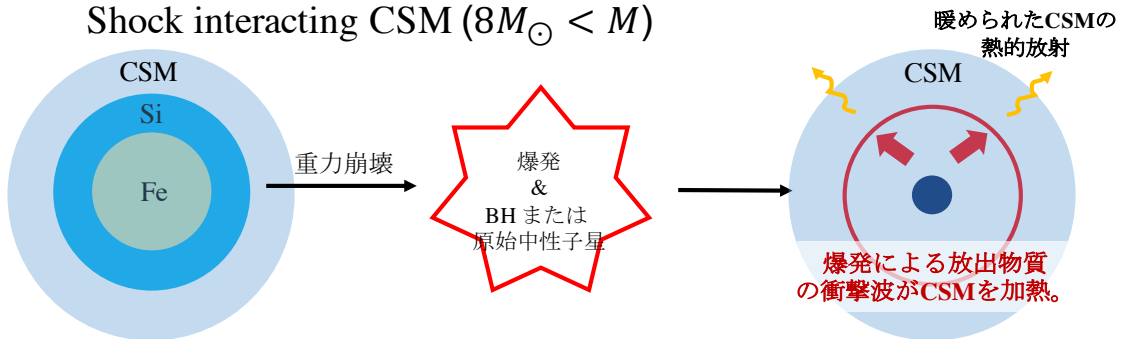 Shock interacting CSM (8M_⊙ < M)
CSM
Si
Fe
重力崩壊
爆発
&
BH または
原始中性子星
暖められたCSMの
熱的放射
CSM
爆発による放出物質
の衝撃波がCSMを加熱。